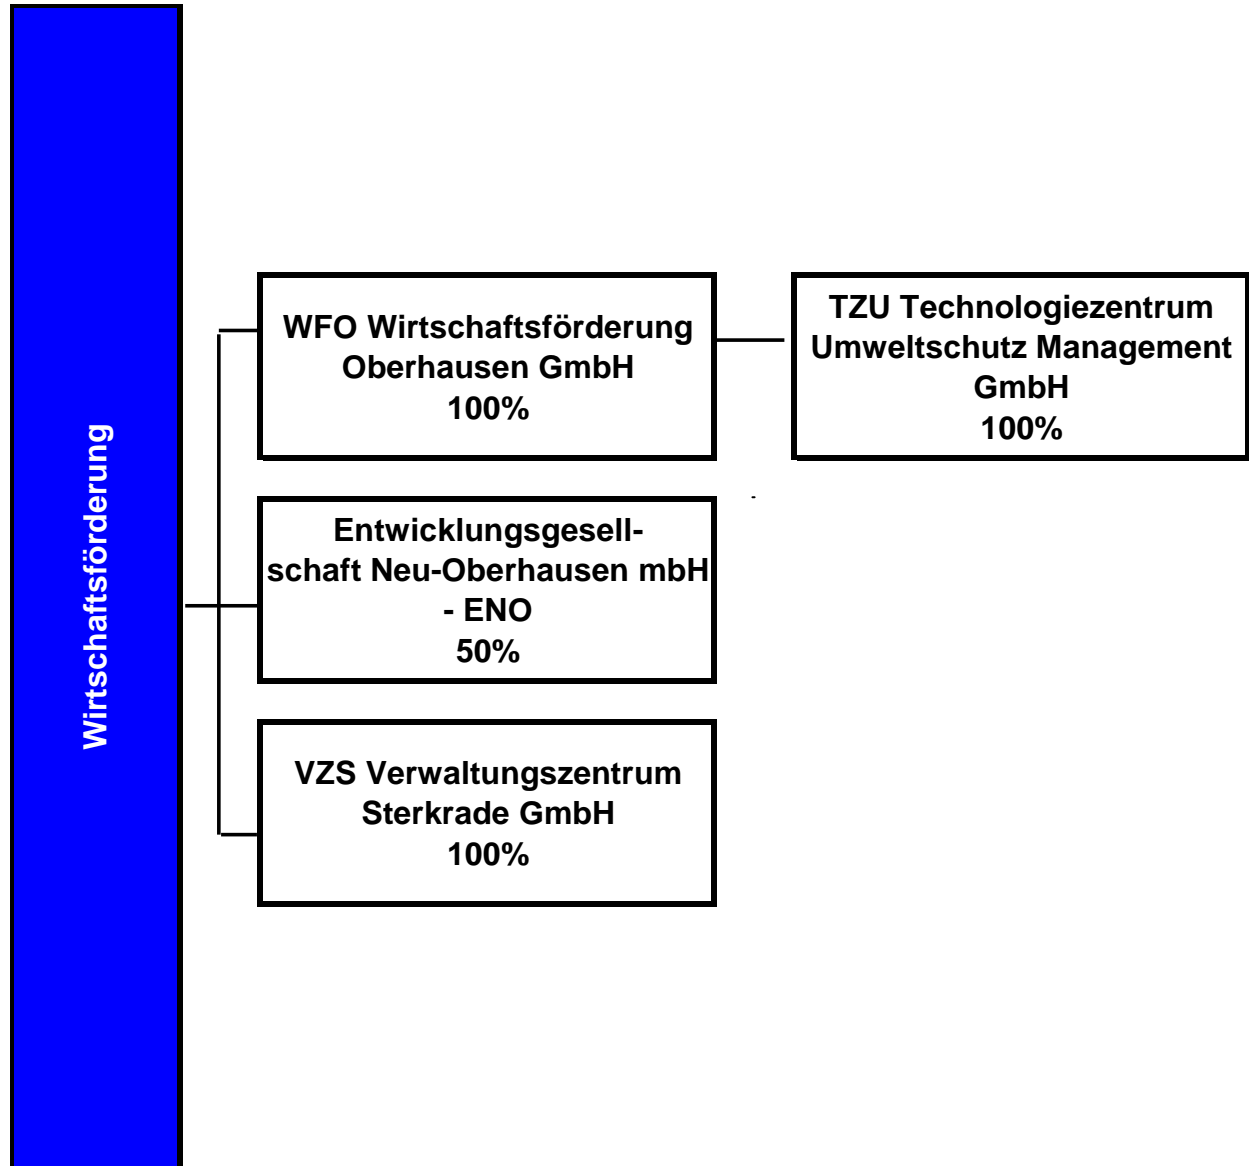 Wirtschaftsförderung
WFO Wirtschaftsförderung
Oberhausen GmbH
100%
TZU Technologiezentrum
Umweltschutz Management
GmbH
100%
Entwicklungsgesell-
schaft Neu-Oberhausen mbH
- ENO
50%
VZS Verwaltungszentrum
Sterkrade GmbH
100%